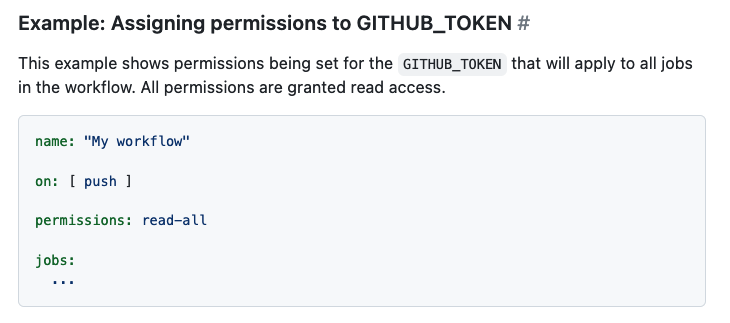 Example: Assigning permissions to GITHUB_TOKEN #
This example shows permissions being set for the GITHUB_TOKEN that will apply to all jobs
in the workflow. All permissions are granted read access.
name: "My workflow"
on: [ push ]
permissions: read-all
jobs:
  ...